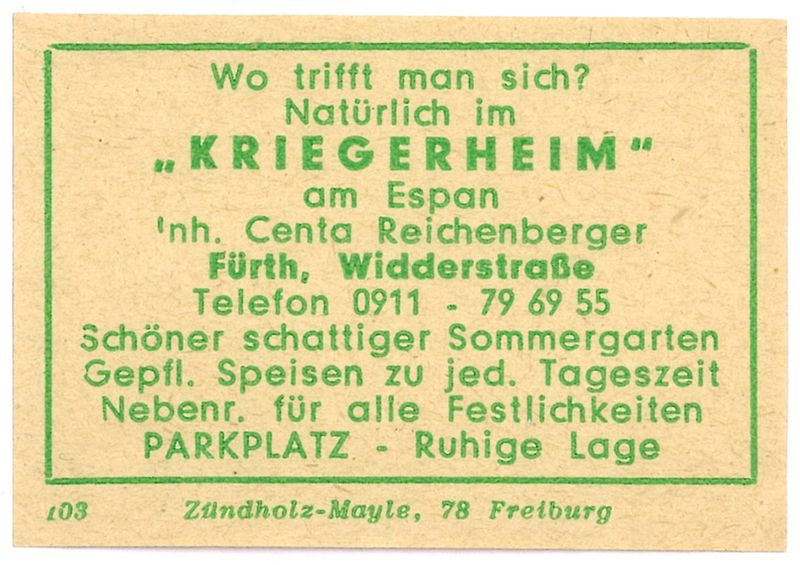 Wo trifft man sich?
Natürlich im
„KRIEGERHEIM“
am Espan
Inh. Centa Reichenberger
Fürth, Widderstraße
Telefon 0911 - 79 69 55
Schöner schattiger Sommergarten
Gepfl. Speisen zu jed. Tageszeit
Nebenr. für alle Festlichkeiten
PARKPLATZ - Ruhige Lage
103 Zündholz-Mayle, 78 Freiburg